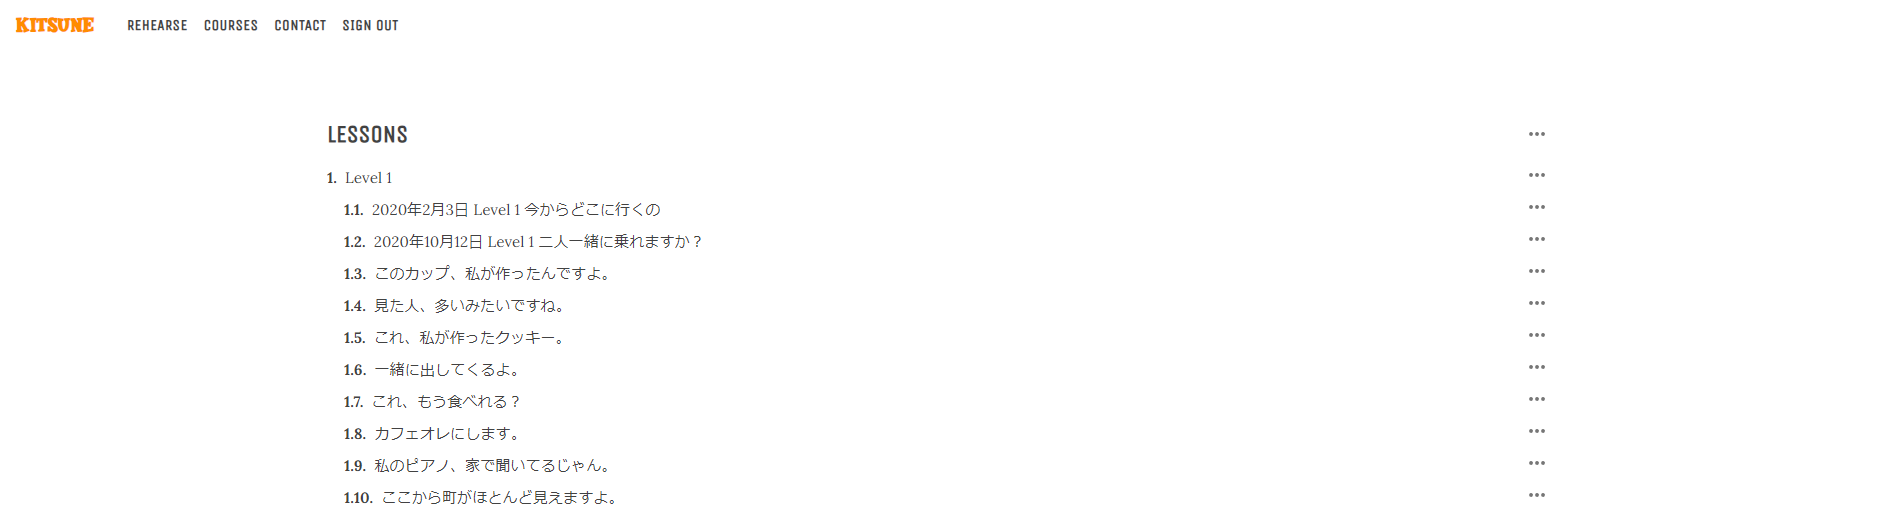 KITSUNE REHEARSE COURSES CONTACT SIGN OUT
LESSONS
1. Level 1
1.1. 2020年2月3日 Level 1 今からどこに行くの
1.2. 2020年10月12日 Level 1 二人一緒に乗れますか？
1.3. このカップ、私が作ったんですよ。
1.4. 見た人、多いみたいですね。
1.5. これ、私が作ったクッキー。
1.6. 一緒に出してくるよ。
1.7. これ、もう食べれる？
1.8. カフェオレにします。
1.9. 私のピアノ、家で聞いてるじゃん。
1.10. ここから町がほとんど見えますよ。